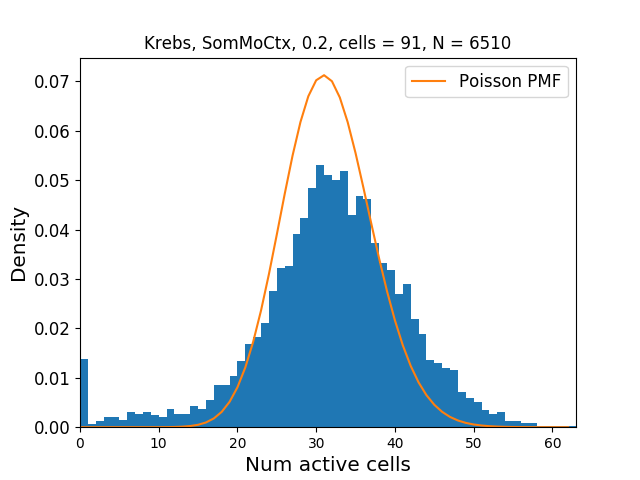 Krebs, SomMoCtx, 0.2, cells = 91, N = 6510
Poisson PMF
0.07
0.06
0.05
0.04
0.03
0.02
0.01
0.00
Density
0 10 20 30 40 50 60
Num active cells